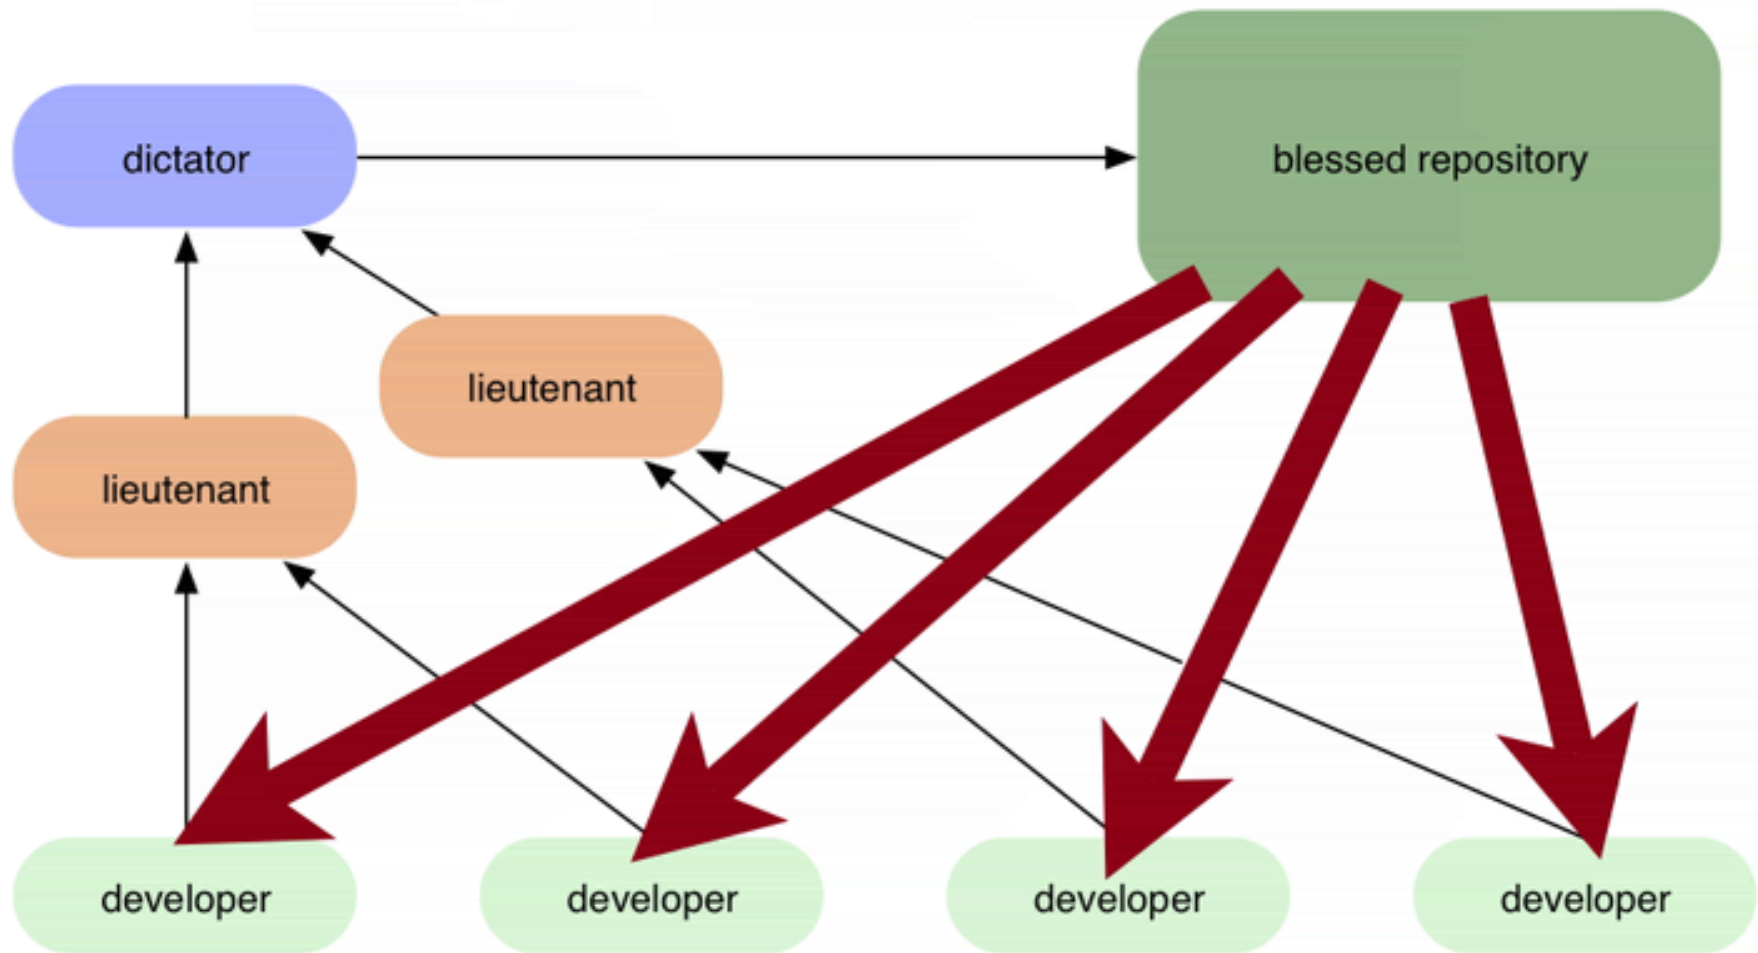 dictator
blessed repository
lieutenant
lieutenant
developer
developer
developer
developer